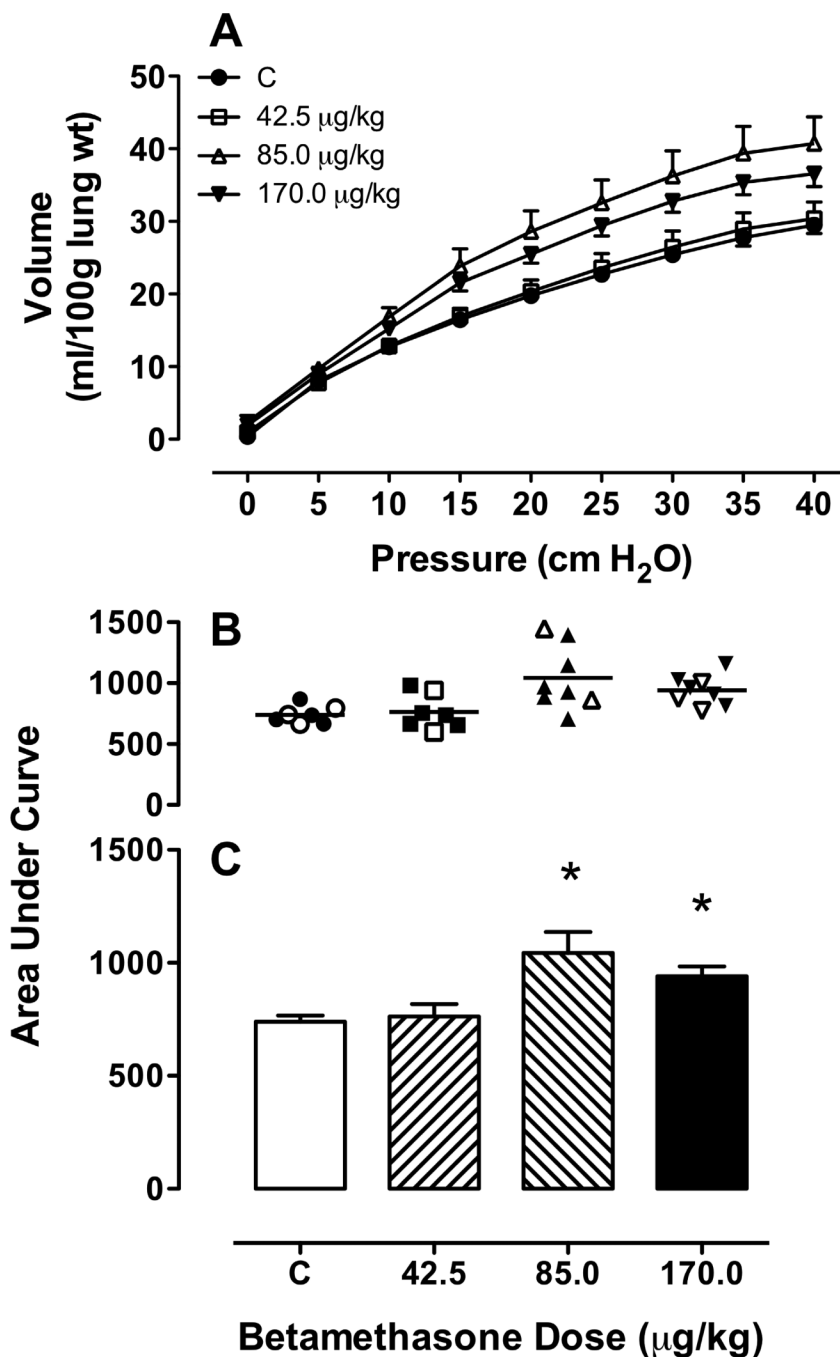 A
50
40
30
20
10
0
Volume
(ml/100g lung wt)
C
42.5 μg/kg
85.0 μg/kg
170.0 μg/kg
0 5 10 15 20 25 30 35 40
Pressure (cm H₂O)
B
1500
1000
500
0
Area Under Curve
C
1500
1000
500
0
* *
C 42.5 85.0 170.0
Betamethasone Dose (μg/kg)